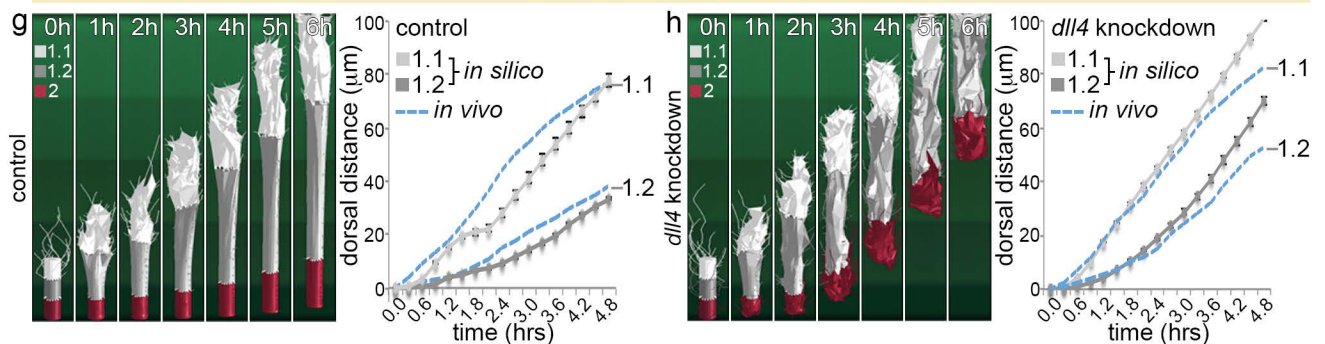 g
0h 1h 2h 3h 4h 5h 6h
1.1
1.2
2
control
control
1.1
1.2
in silico
in vivo
dorsal distance (μm)
100
80
60
40
20
0
1.1
1.2
0.0 0.6 1.2 1.8 2.4 3.0 3.6 4.2 4.8
time (hrs)
h
0h 1h 2h 3h 4h 5h 6h
1.1
1.2
2
dll4 knockdown
dll4 knockdown
1.1
1.2
in silico
in vivo
dorsal distance (μm)
100
80
60
40
20
0
1.1
1.2
0.0 0.6 1.2 1.8 2.4 3.0 3.6 4.2 4.8
time (hrs)